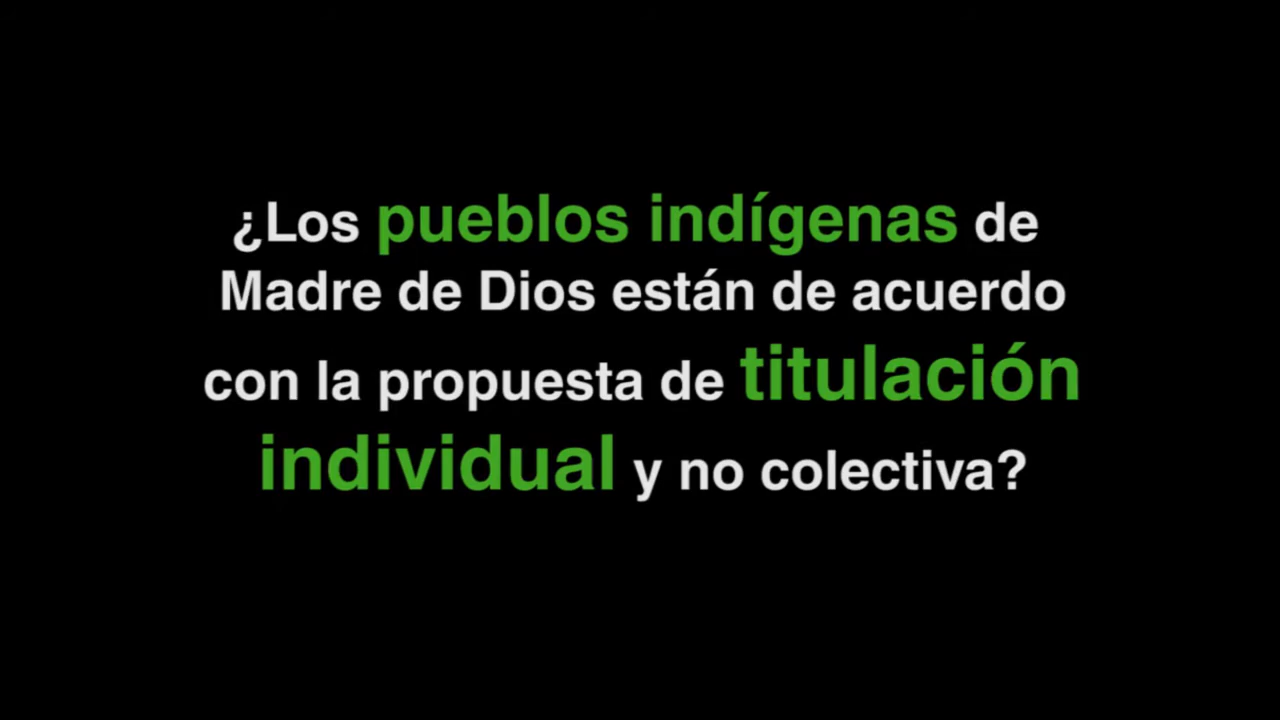 ¿Los pueblos indígenas de
Madre de Dios están de acuerdo
con la propuesta de titulación
individual y no colectiva?